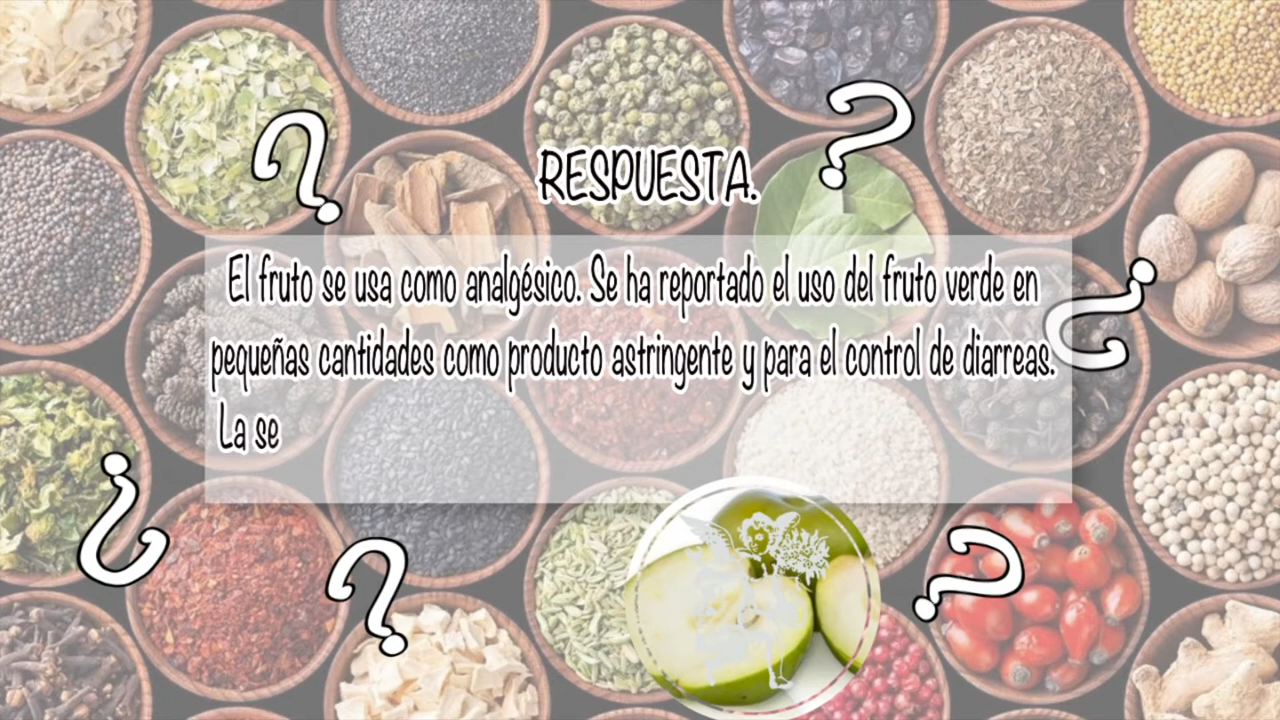 RESPUESTA.
El fruto se usa como analgésico. Se ha reportado el uso del fruto verde en
pequeñas cantidades como producto astringente y para el control de diarreas.
La se